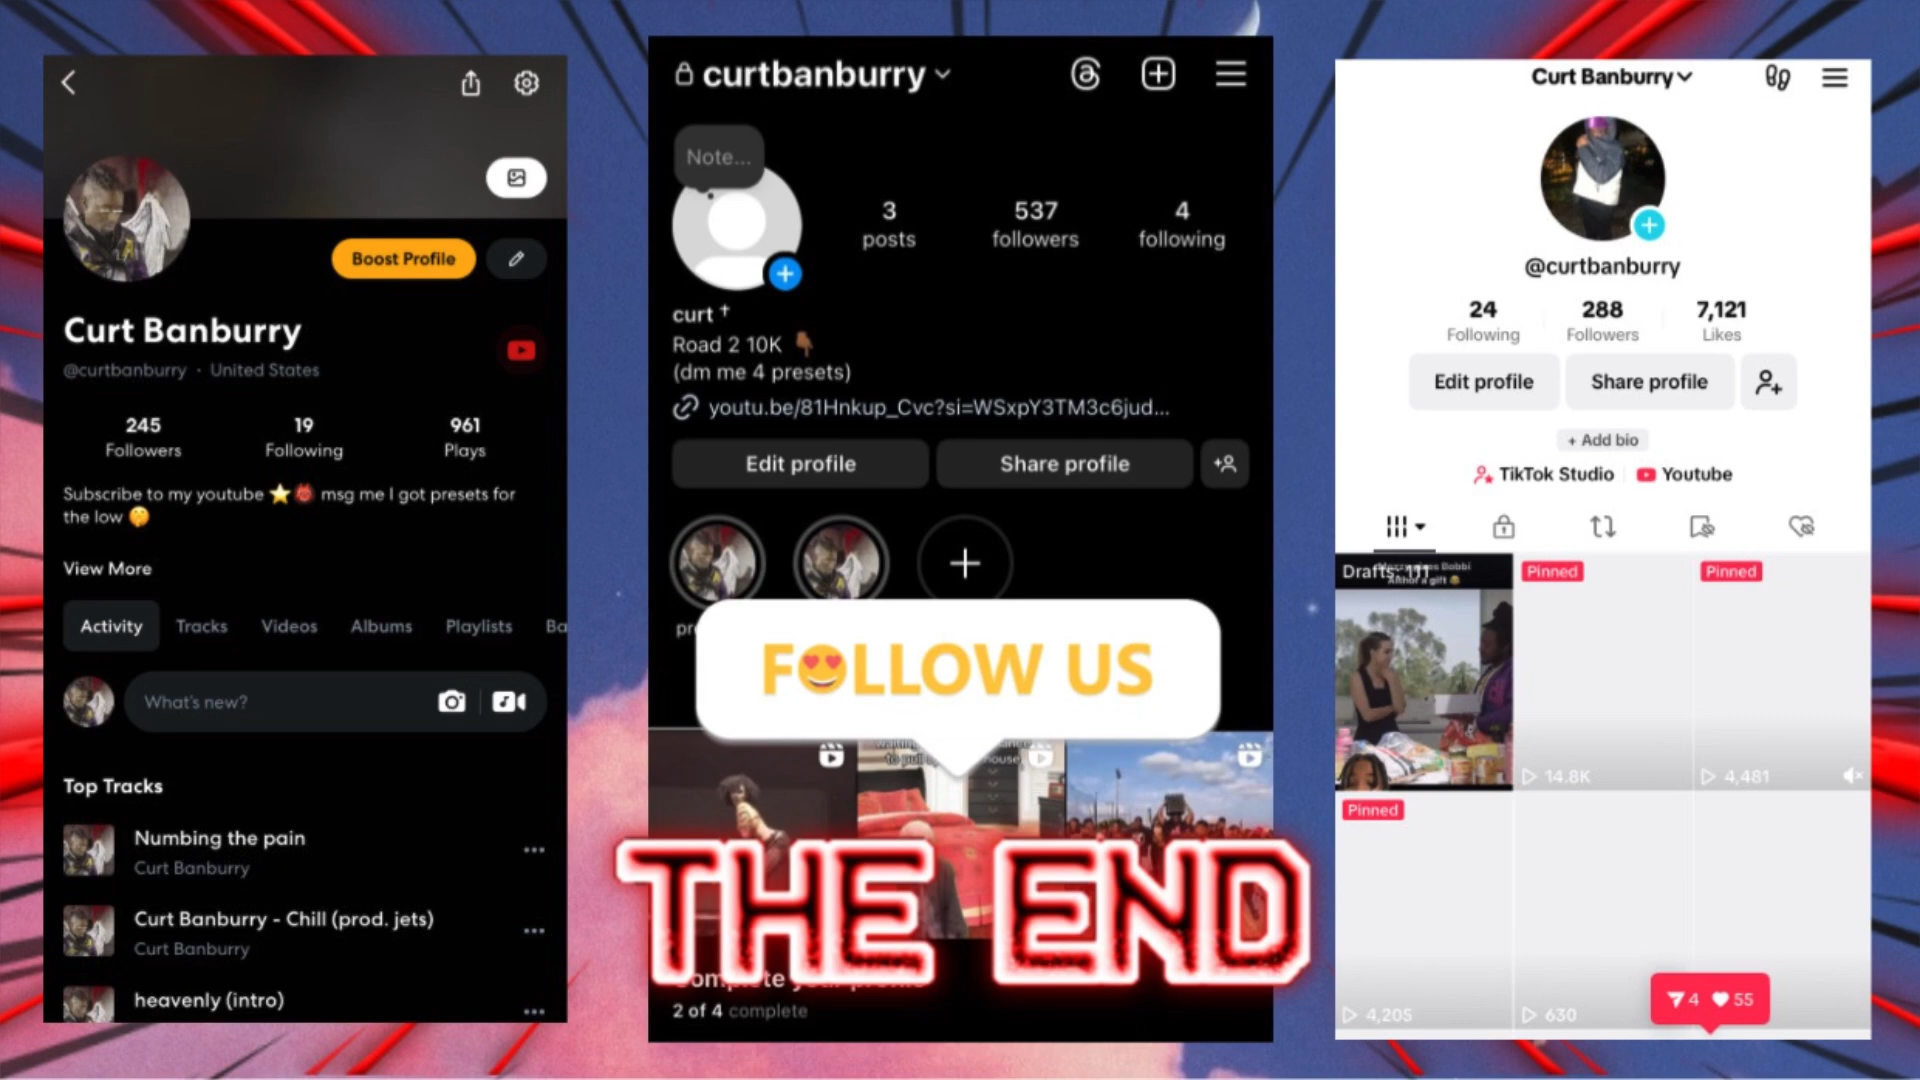 Boost Profile
Curt Banburry
@curtbanburry · United States
245
19
961
Followers
Following
Plays
Subscribe to my youtube ⭐👹 msg me I got presets for
the low 🤫
View More
Activity
Tracks
Videos
Albums
Playlists
Ba
What's new?
Top Tracks
Numbing the pain
Curt Banburry
Curt Banburry - Chill (prod. jets)
Curt Banburry
heavenly (intro)
curtbanburry
Note...
3
537
4
posts
followers
following
curt †
Road 2 10K 👇🏾
(dm me 4 presets)
youtu.be/81Hnkup_Cvc?si=WSxpY3TM3c6jud...
Edit profile
Share profile
FOLLOW US
THE END
2 of 4 complete
Curt Banburry
@curtbanburry
24
288
7,121
Following
Followers
Likes
Edit profile
Share profile
+ Add bio
TikTok Studio
Youtube
Drafts: 111
Bobbi
a gift
Pinned
Pinned
14.8K
4,481
Pinned
4,205
630
4
55